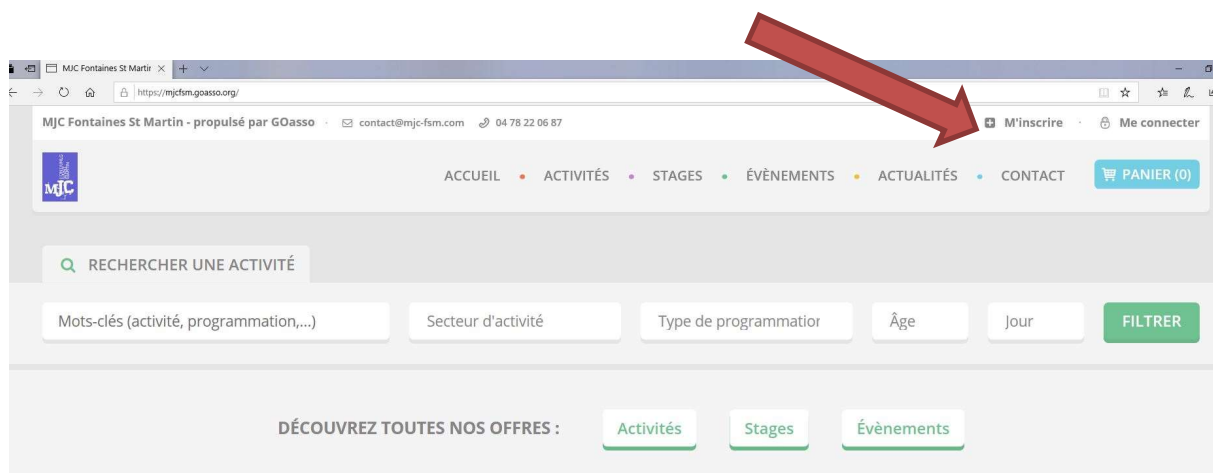 MJC Fontaines St Martin
https://mjcfsm.goasso.org/
MJC Fontaines St Martin - propulsé par GOasso · contact@mjc-fsm.com 04 78 22 06 87 M'inscrire · Me connecter
MJC
ACCUEIL • ACTIVITÉS • STAGES • ÉVÈNEMENTS • ACTUALITÉS • CONTACT PANIER (0)
RECHERCHER UNE ACTIVITÉ
Mots-clés (activité, programmation,...) Secteur d'activité Type de programmation Âge Jour FILTRER
DÉCOUVREZ TOUTES NOS OFFRES : Activités Stages Évènements